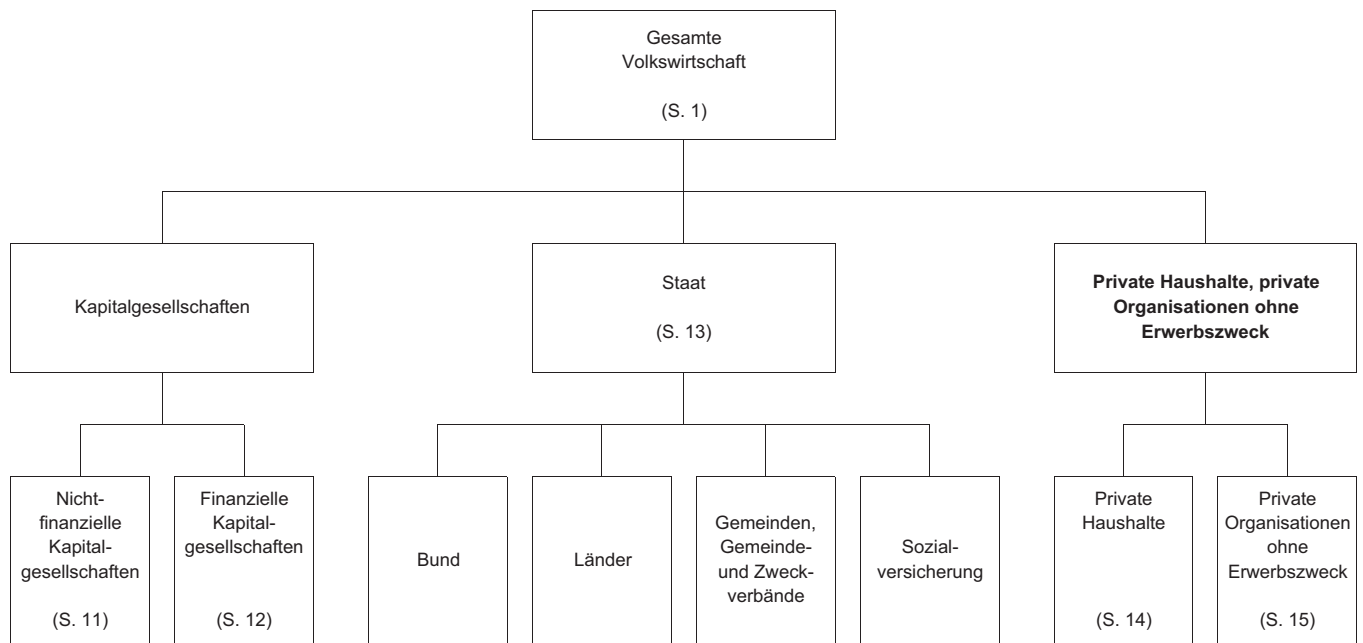 Gesamte
Volkswirtschaft
(S. 1)
Kapitalgesellschaften
Staat
(S. 13)
Private Haushalte, private
Organisationen ohne
Erwerbszweck
Nicht-
finanzielle
Kapital-
gesellschaften
(S. 11)
Finanzielle
Kapital-
gesellschaften
(S. 12)
Bund
Länder
Gemeinden,
Gemeinde-
und Zweck-
verbände
Sozial-
versicherung
Private
Haushalte
(S. 14)
Private
Organisationen
ohne
Erwerbszweck
(S. 15)